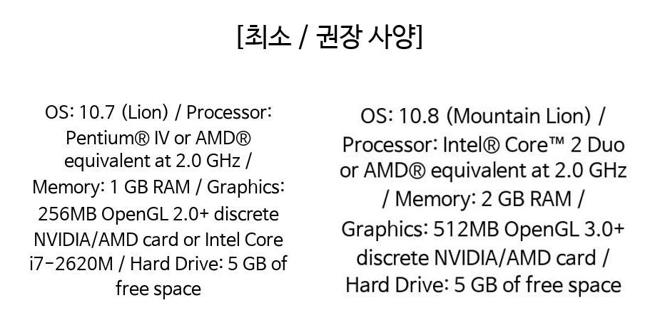 [최소 / 권장 사양]
OS: 10.7 (Lion) / Processor:
Pentium® IV or AMD®
equivalent at 2.0 GHz /
Memory: 1 GB RAM / Graphics:
256MB OpenGL 2.0+ discrete
NVIDIA/AMD card or Intel Core
i7-2620M / Hard Drive: 5 GB of
free space
OS: 10.8 (Mountain Lion) /
Processor: Intel® Core™ 2 Duo
or AMD® equivalent at 2.0 GHz
/ Memory: 2 GB RAM /
Graphics: 512MB OpenGL 3.0+
discrete NVIDIA/AMD card /
Hard Drive: 5 GB of free space